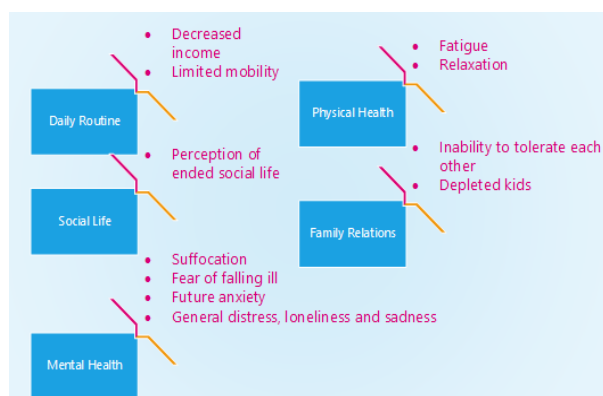 • Decreased
income
• Limited mobility
Daily Routine
• Perception of
ended social life
Social Life
• Suffocation
• Fear of falling ill
• Future anxiety
• General distress, loneliness and sadness
Mental Health
• Fatigue
• Relaxation
Physical Health
• Inability to tolerate each
other
• Depleted kids
Family Relations